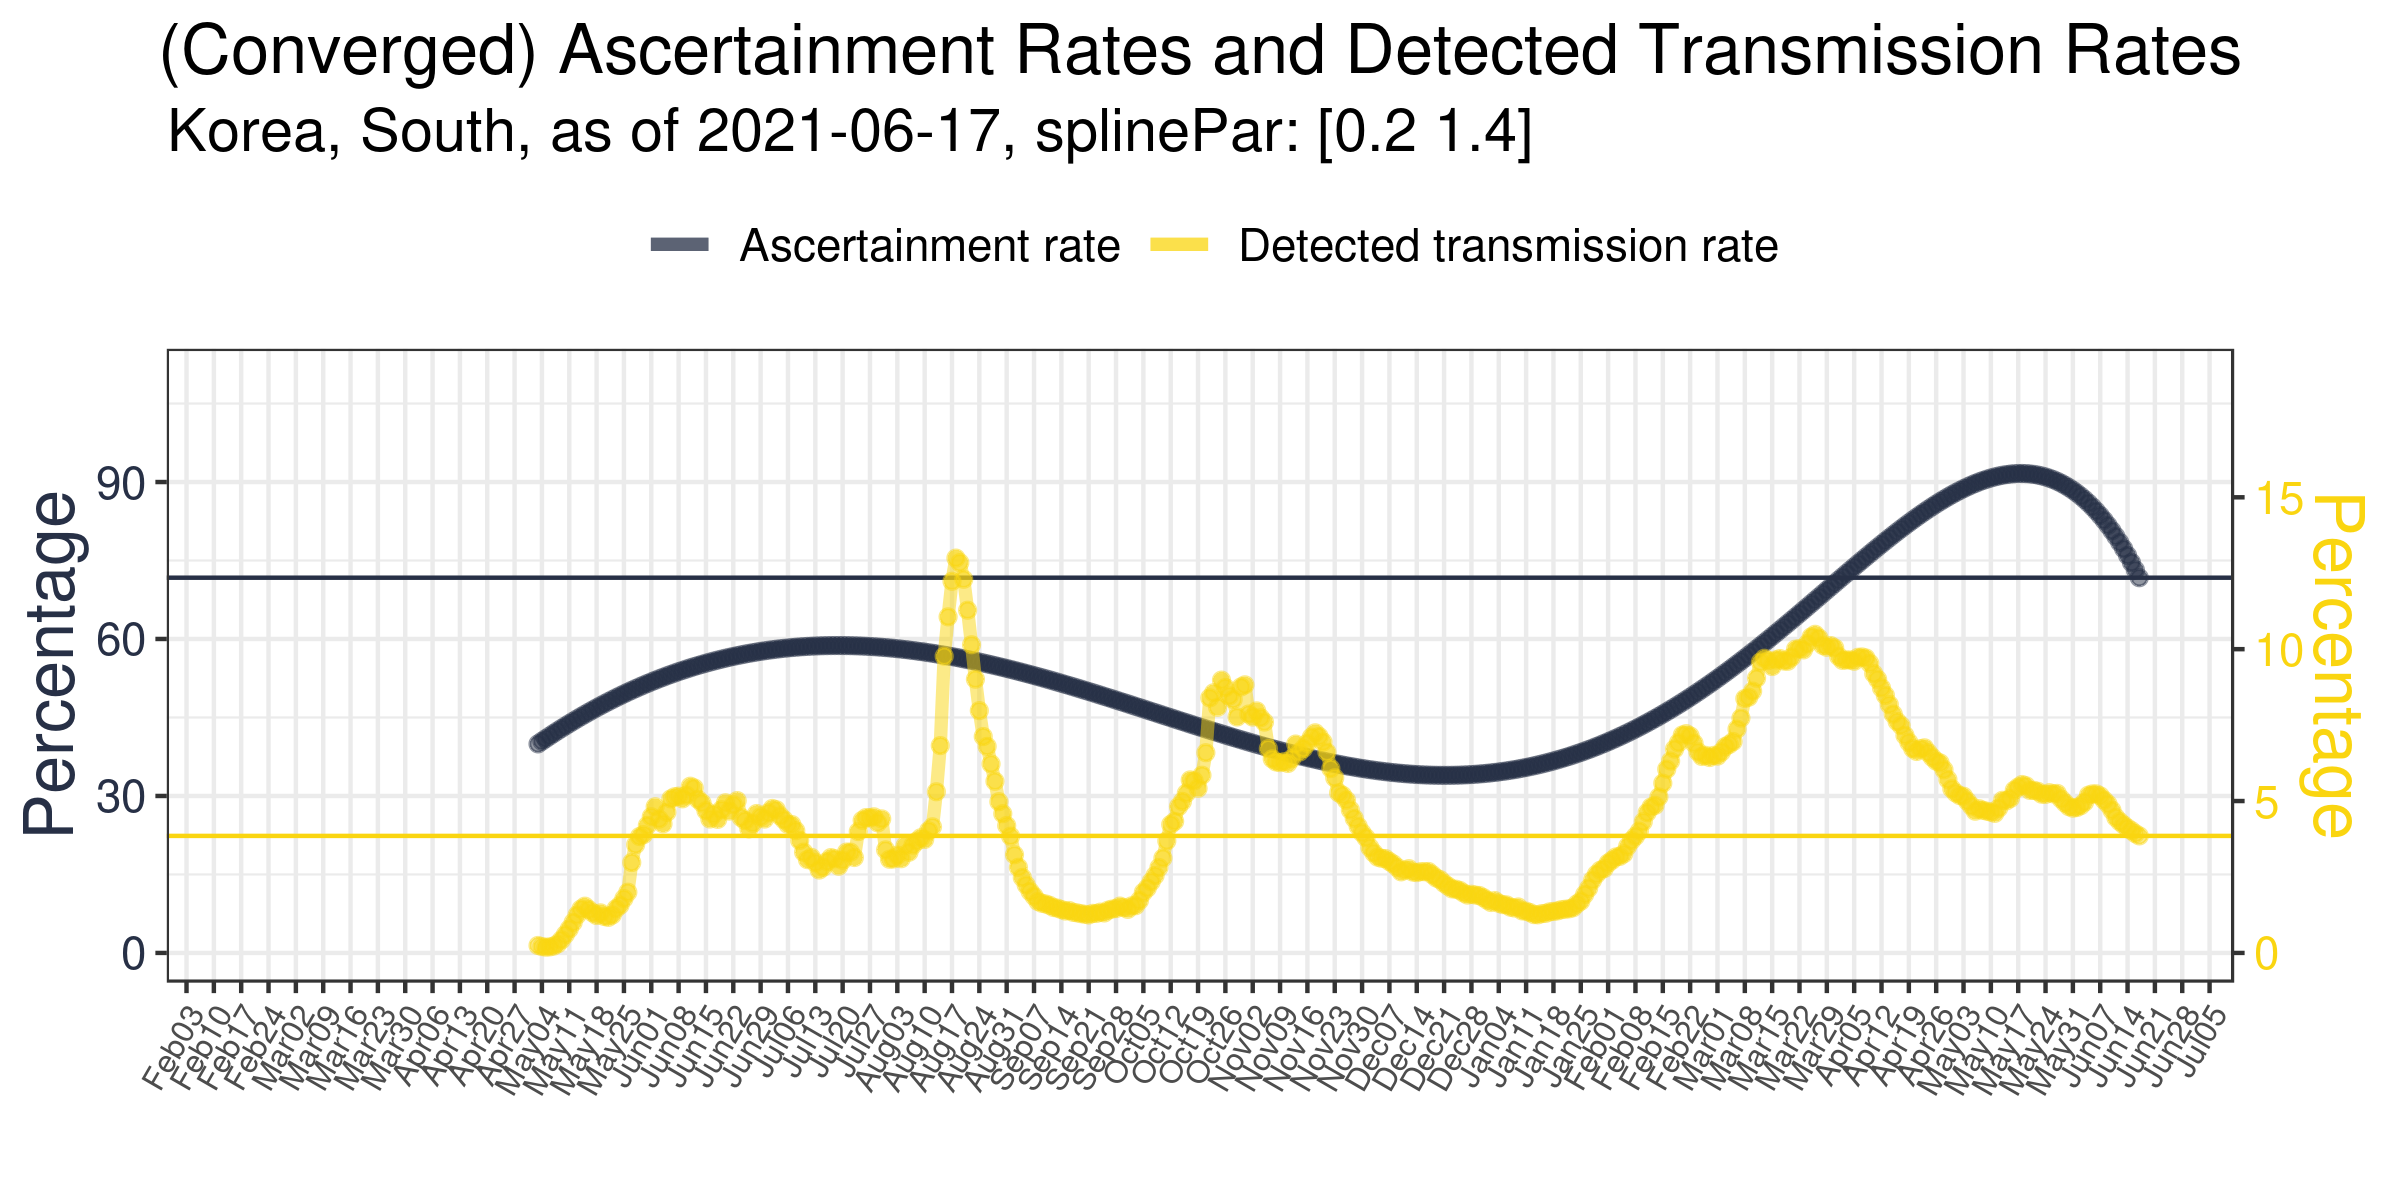 (Converged) Ascertainment Rates and Detected Transmission Rates
Korea, South, as of 2021-06-17, splinePar: [0.2 1.4]
Ascertainment rate
Detected transmission rate
Percentage
90
60
30
0
15
10
5
0
Percentage
Feb03
Feb10
Feb17
Feb24
Mar02
Mar09
Mar16
Mar23
Mar30
Apr06
Apr13
Apr20
Apr27
May04
May11
May18
May25
Jun01
Jun08
Jun15
Jun22
Jun29
Jul06
Jul13
Jul20
Jul27
Aug03
Aug10
Aug17
Aug24
Aug31
Sep07
Sep14
Sep21
Sep28
Oct05
Oct12
Oct19
Oct26
Nov02
Nov09
Nov16
Nov23
Nov30
Dec07
Dec14
Dec21
Dec28
Jan04
Jan11
Jan18
Jan25
Feb01
Feb08
Feb15
Feb22
Mar01
Mar08
Mar15
Mar22
Mar29
Apr05
Apr12
Apr19
Apr26
May03
May10
May17
May24
May31
Jun07
Jun14
Jun21
Jun28
Jul05